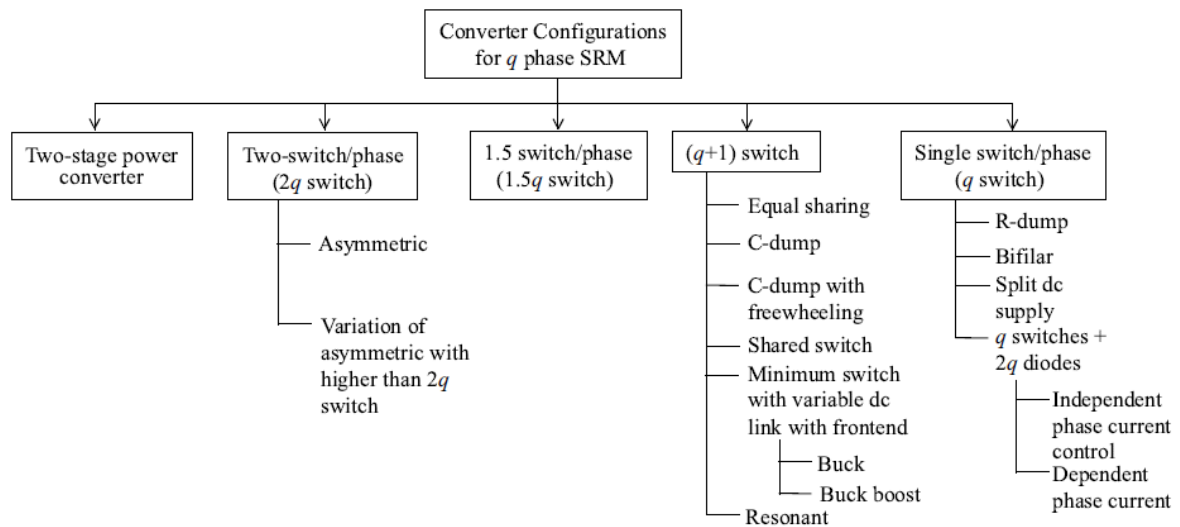 Converter Configurations
for q phase SRM
Two-stage power
converter
Two-switch/phase
(2q switch)
Asymmetric
Variation of
asymmetric with
higher than 2q
switch
1.5 switch/phase
(1.5q switch)
(q+1) switch
Equal sharing
C-dump
C-dump with
freewheeling
Shared switch
Minimum switch
with variable dc
link with frontend
Buck
Buck boost
Resonant
Single switch/phase
(q switch)
R-dump
Bifilar
Split dc
supply
q switches +
2q diodes
Independent
phase current
control
Dependent
phase current